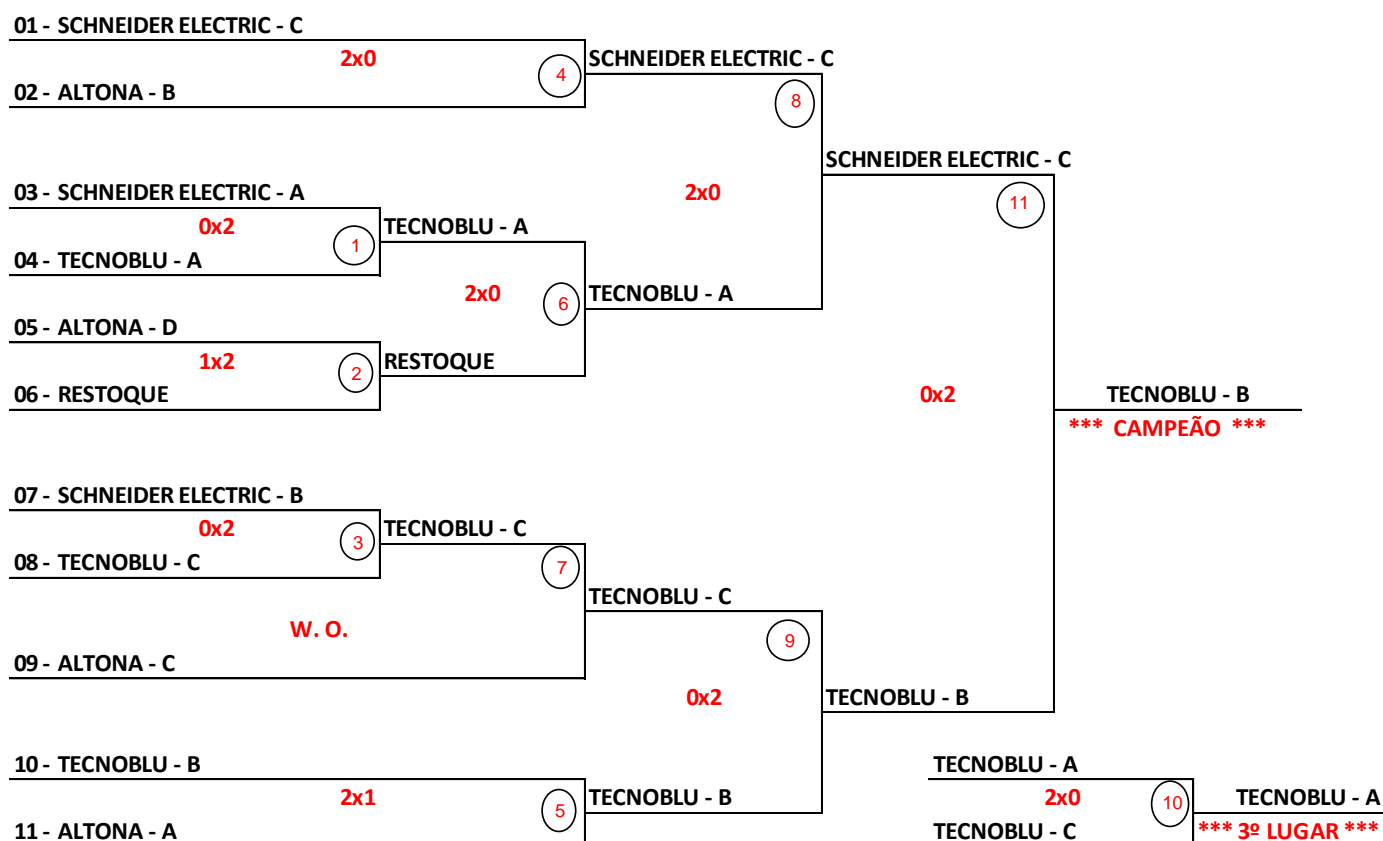 01 - SCHNEIDER ELECTRIC - C
2x0
4
SCHNEIDER ELECTRIC - C
02 - ALTONA - B
8
SCHNEIDER ELECTRIC - C
03 - SCHNEIDER ELECTRIC - A
2x0
11
0x2
1
TECNOBLU - A
04 - TECNOBLU - A
2x0
6
TECNOBLU - A
05 - ALTONA - D
1x2
2
RESTOQUE
06 - RESTOQUE
0x2
TECNOBLU - B
*** CAMPEÃO ***
07 - SCHNEIDER ELECTRIC - B
0x2
3
TECNOBLU - C
08 - TECNOBLU - C
7
TECNOBLU - C
W. O.
9
09 - ALTONA - C
0x2
TECNOBLU - B
10 - TECNOBLU - B
TECNOBLU - A
2x1
5
TECNOBLU - B
2x0
10
TECNOBLU - A
11 - ALTONA - A
TECNOBLU - C
*** 3º LUGAR ***